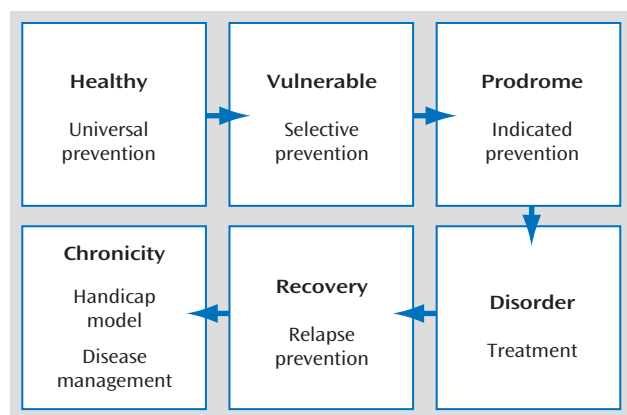 Healthy
Universal
prevention
Vulnerable
Selective
prevention
Prodrome
Indicated
prevention
Chronicity
Handicap
model
Disease
management
Recovery
Relapse
prevention
Disorder
Treatment